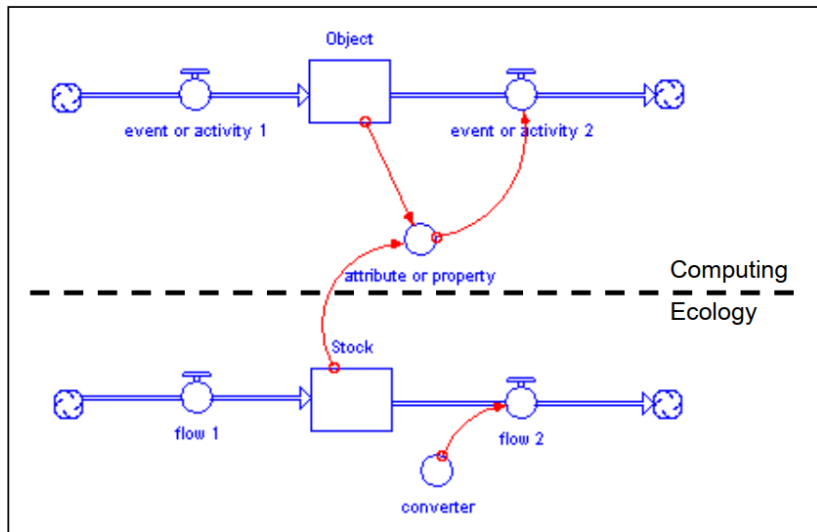 Object
event or activity 1
event or activity 2
attribute or property
Computing
Ecology
Stock
flow 1
flow 2
converter